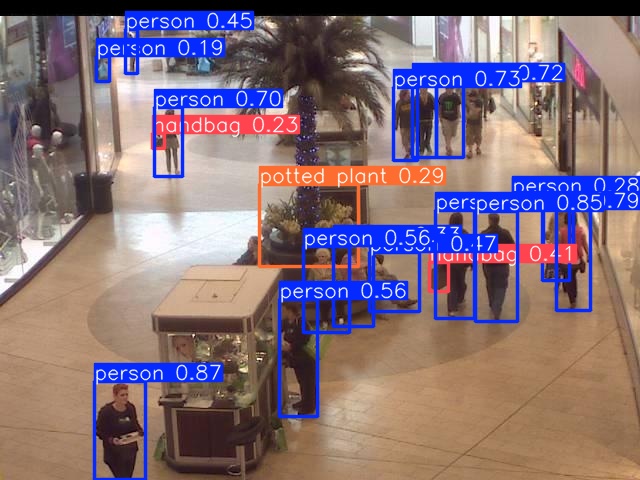 person 0.45
person 0.19
person 0.73
0.72
person 0.70
handbag 0.23
potted plant 0.29
person 0.28
person 0.85
.79
person 0.56
0.47
handbag 0.41
person 0.56
person 0.87